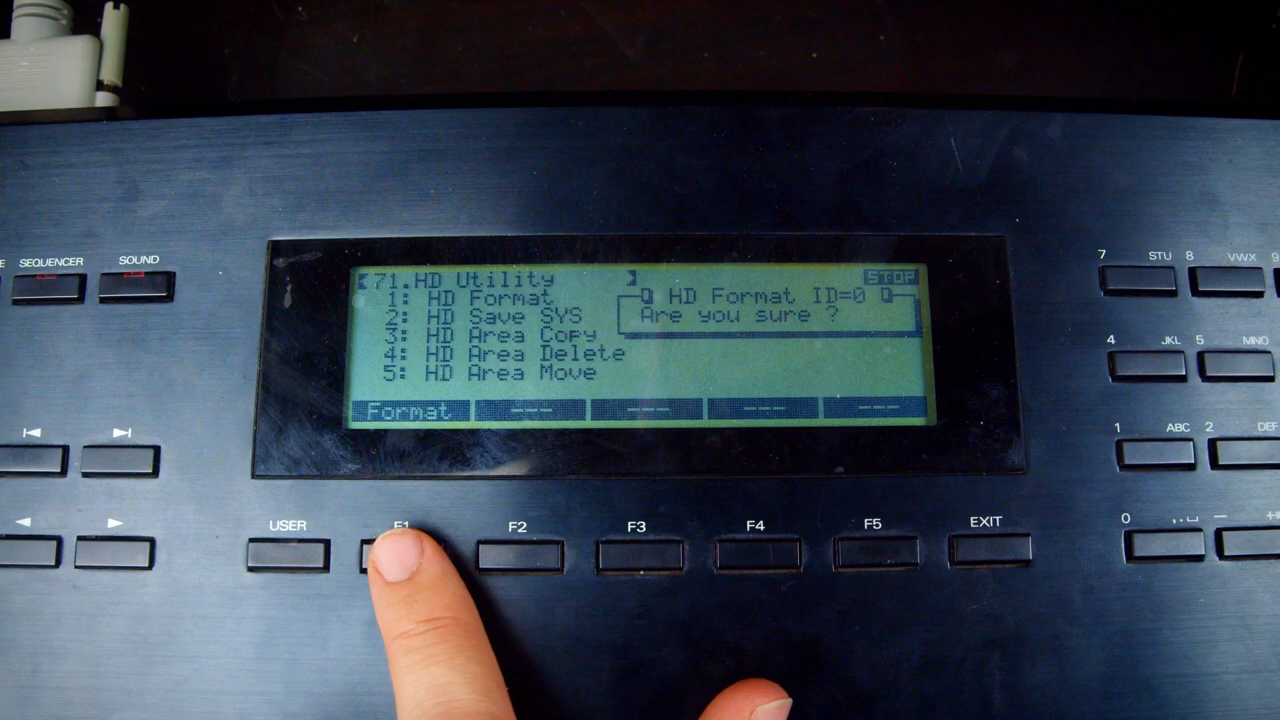 SEQUENCER SOUND
71.HD Utility STOP
1: HD Format
2: HD Save SYS
3: HD Area Copy
4: HD Area Delete
5: HD Area Move
HD Format ID=0
Are you sure ?
Format --- --- --- ---
USER F1 F2 F3 F4 F5 EXIT
7 STU 8 VWX 9
4 JKL 5 MNO
1 ABC 2 DEF
0